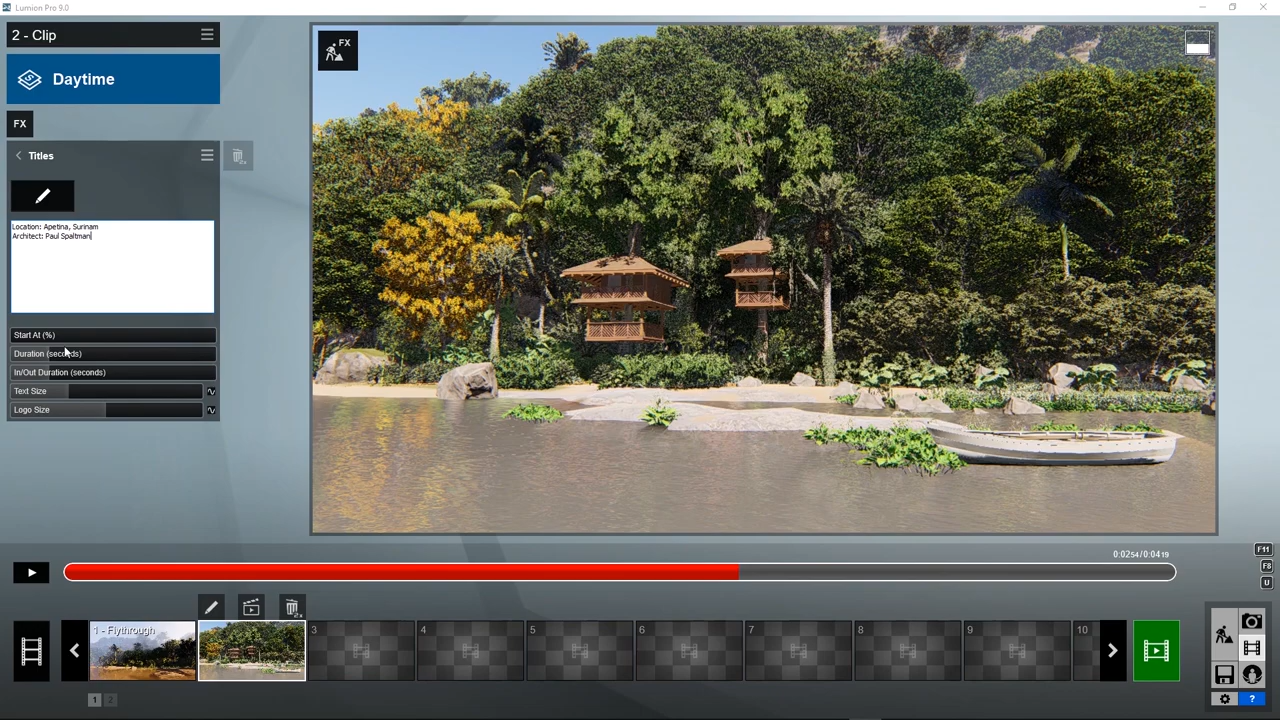 Lumion Pro 9.0
2 - Clip
Daytime
FX
FX
Titles
Location: Apetina, Surinam
Architect: Paul Spaltman
Start At (%)
Duration (seconds)
In/Out Duration (seconds)
Text Size
Logo Size
0:02:54/0:04:19
F11
F8
U
1 - Flythrough
3
4
5
6
7
8
9
10
1
2
?